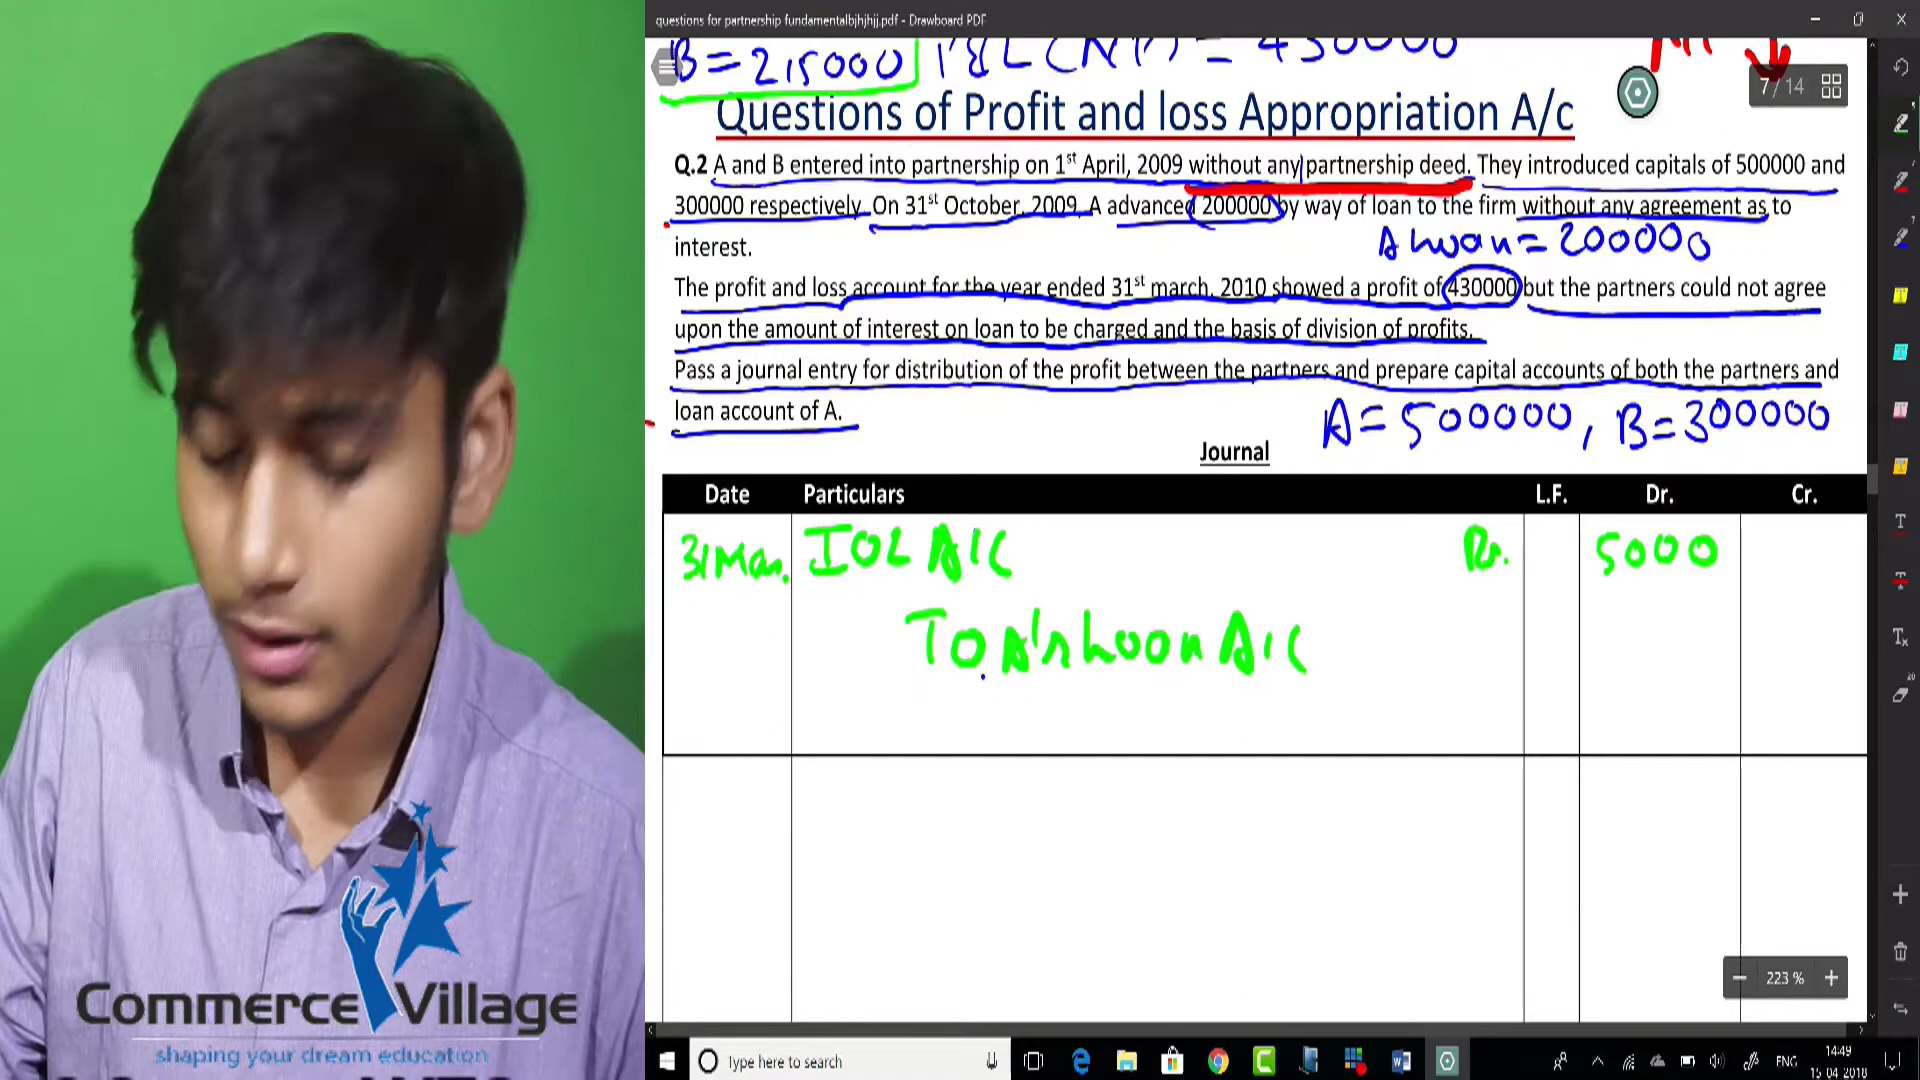 questions for partnership fundamentalbjhjhjj.pdf - Drawboard PDF
B=215000
7 / 14
Questions of Profit and loss Appropriation A/c
Q.2 A and B entered into partnership on 1st April, 2009 without any partnership deed. They introduced capitals of 500000 and
300000 respectively. On 31st October, 2009. A advanced 200000 by way of loan to the firm without any agreement as to
interest.
A Loan = 200000
The profit and loss account for the year ended 31st march, 2010 showed a profit of 430000 but the partners could not agree
upon the amount of interest on loan to be charged and the basis of division of profits.
Pass a journal entry for distribution of the profit between the partners and prepare capital accounts of both the partners and
loan account of A.
A = 500000, B = 300000
Journal
Date Particulars L.F. Dr. Cr.
31 Mar. IOL A/C Dr. 5000
To A's Loan A/C
223 %
Commerce Village
shaping your dream education
Type here to search
ENG
14:49
15-04-2018